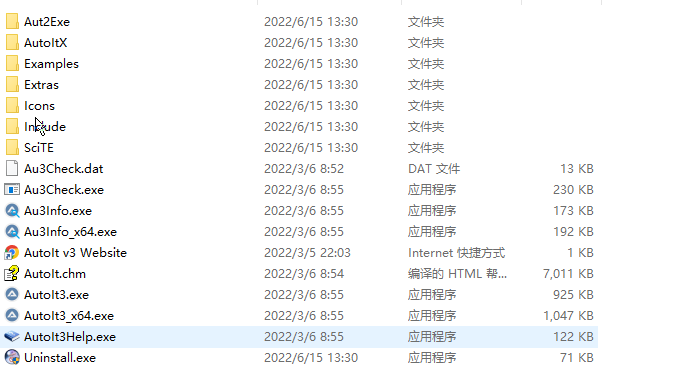 Aut2Exe 2022/6/15 13:30 文件夹
AutoItX 2022/6/15 13:30 文件夹
Examples 2022/6/15 13:30 文件夹
Extras 2022/6/15 13:30 文件夹
Icons 2022/6/15 13:30 文件夹
Include 2022/6/15 13:30 文件夹
SciTE 2022/6/15 13:30 文件夹
Au3Check.dat 2022/3/6 8:52 DAT 文件 13 KB
Au3Check.exe 2022/3/6 8:55 应用程序 230 KB
Au3Info.exe 2022/3/6 8:55 应用程序 173 KB
Au3Info_x64.exe 2022/3/6 8:55 应用程序 192 KB
AutoIt v3 Website 2022/3/5 22:03 Internet 快捷方式 1 KB
AutoIt.chm 2022/3/6 8:54 编译的 HTML 帮... 7,011 KB
AutoIt3.exe 2022/3/6 8:55 应用程序 925 KB
AutoIt3_x64.exe 2022/3/6 8:55 应用程序 1,047 KB
AutoIt3Help.exe 2022/3/6 8:55 应用程序 122 KB
Uninstall.exe 2022/6/15 13:30 应用程序 71 KB